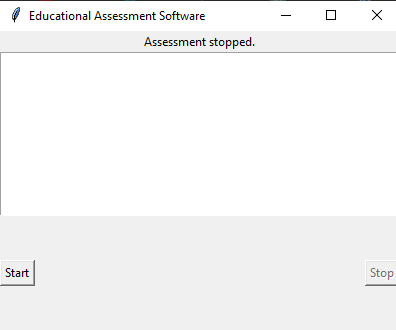 Educational Assessment Software
Assessment stopped.
Start
Stop